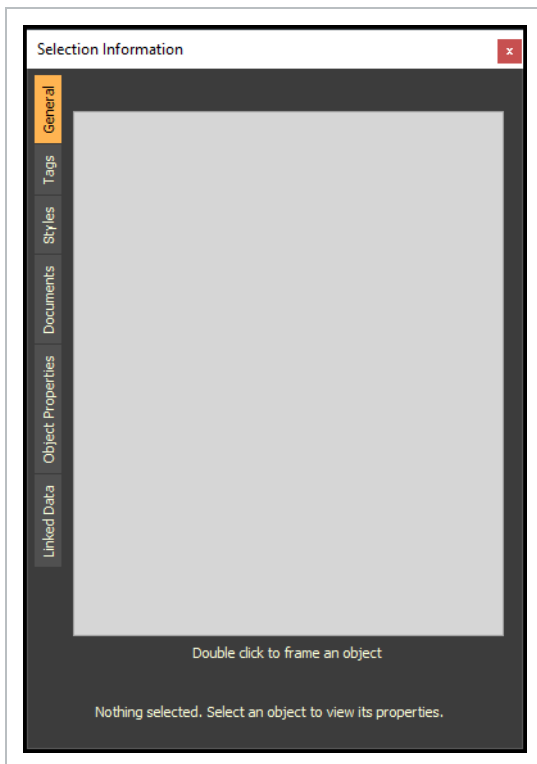 Selection Information
x
General
Tags
Styles
Documents
Object Properties
Linked Data
Double click to frame an object
Nothing selected. Select an object to view its properties.